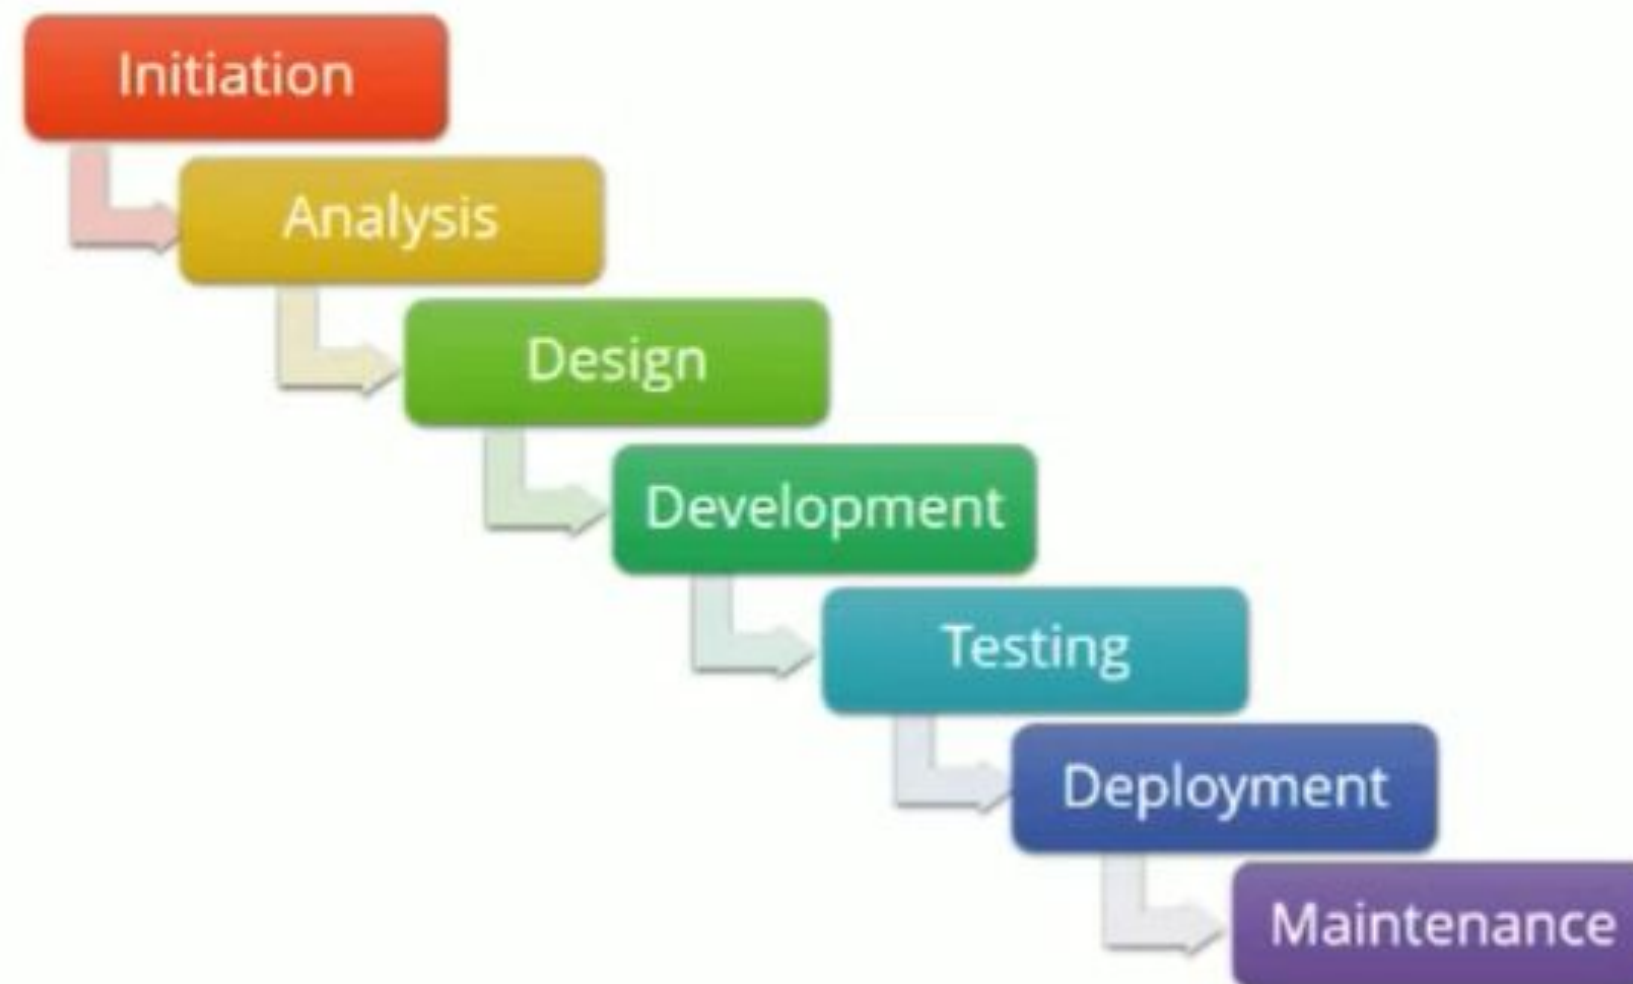 Initiation
Analysis
Design
Development
Testing
Deployment
Maintenance